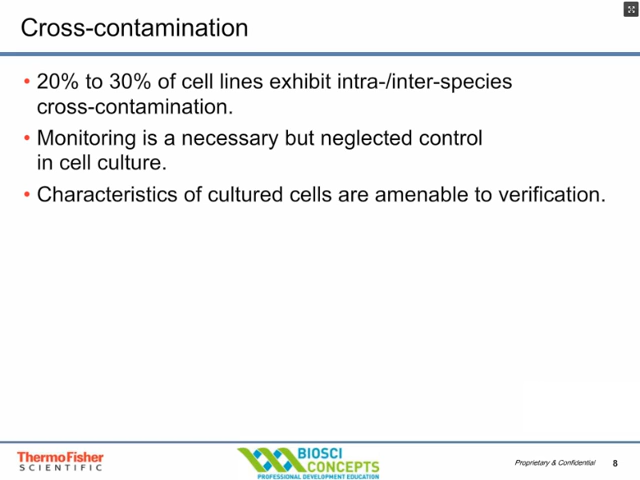 Cross-contamination
• 20% to 30% of cell lines exhibit intra-/inter-species
cross-contamination.
• Monitoring is a necessary but neglected control
in cell culture.
• Characteristics of cultured cells are amenable to verification.
ThermoFisher
SCIENTIFIC
BIOSCI
CONCEPTS
PROFESSIONAL DEVELOPMENT EDUCATION
Proprietary & Confidential
8